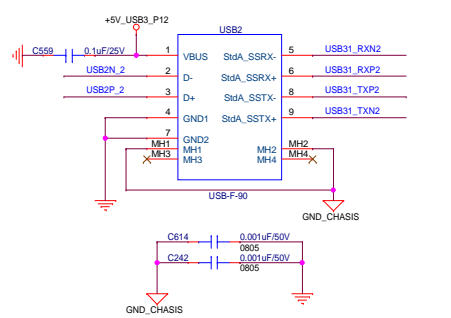 +5V_USB3_P12
USB2
C559 0.1uF/25V
1 VBUS StdA_SSRX- 5 USB31_RXN2
USB2N_2 2 D- StdA_SSRX+ 6 USB31_RXP2
USB2P_2 3 D+ StdA_SSTX- 8 USB31_TXP2
4 GND1 StdA_SSTX+ 9 USB31_TXN2
7 GND2
MH1 MH1 MH2 MH2
MH3 MH3 MH4 MH4
USB-F-90
GND_CHASIS
C614 0.001uF/50V
0805
C242 0.001uF/50V
0805
GND_CHASIS